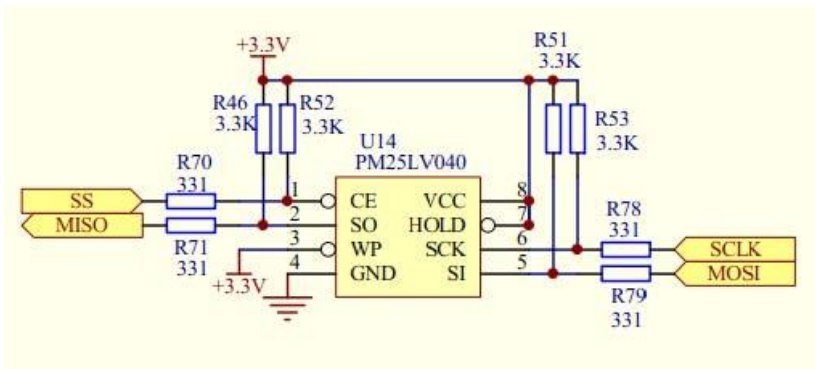 +3.3V
R51
3.3K
R46
3.3K
R52
3.3K
R53
3.3K
U14
PM25LV040
R70
331
SS
1
CE
VCC
8
MISO
2
SO
HOLD
7
R78
331
R71
331
3
WP
SCK
6
SCLK
+3.3V
4
GND
SI
5
MOSI
R79
331